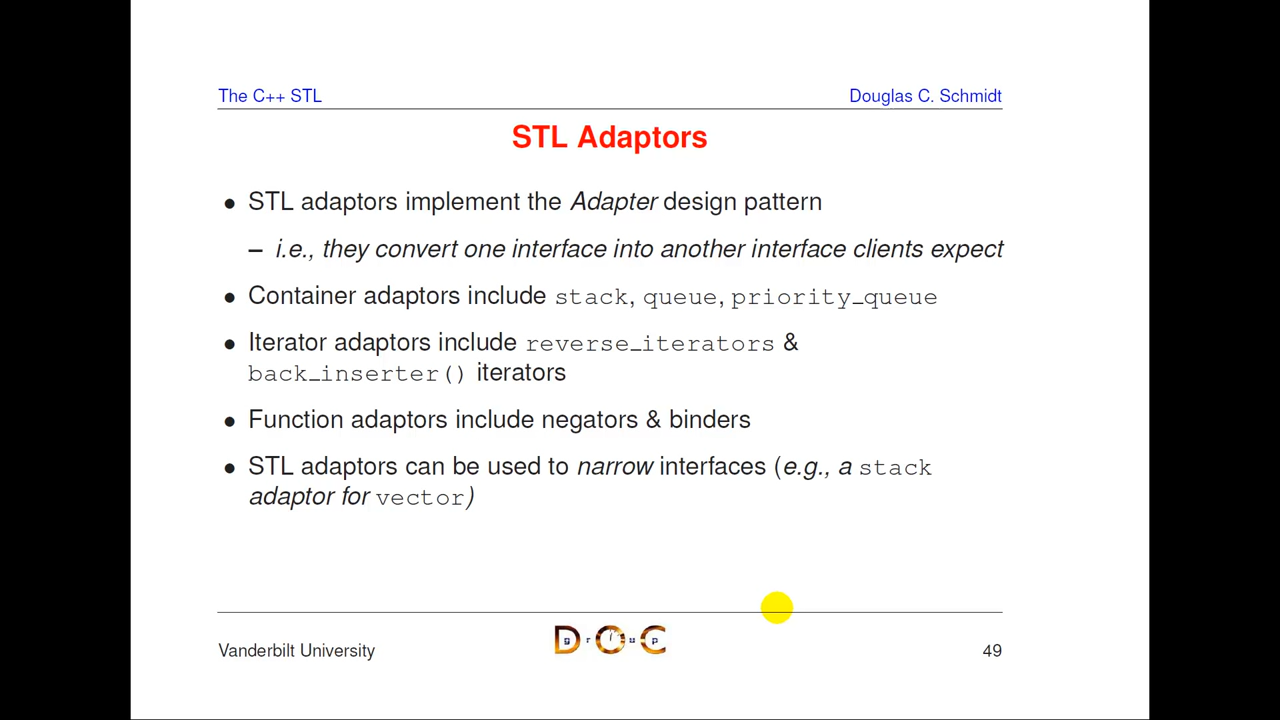 The C++ STL
Douglas C. Schmidt
STL Adaptors
• STL adaptors implement the Adapter design pattern
– i.e., they convert one interface into another interface clients expect
• Container adaptors include stack, queue, priority_queue
• Iterator adaptors include reverse_iterators &
back_inserter() iterators
• Function adaptors include negators & binders
• STL adaptors can be used to narrow interfaces (e.g., a stack
adaptor for vector)
Vanderbilt University
D·O·C
49